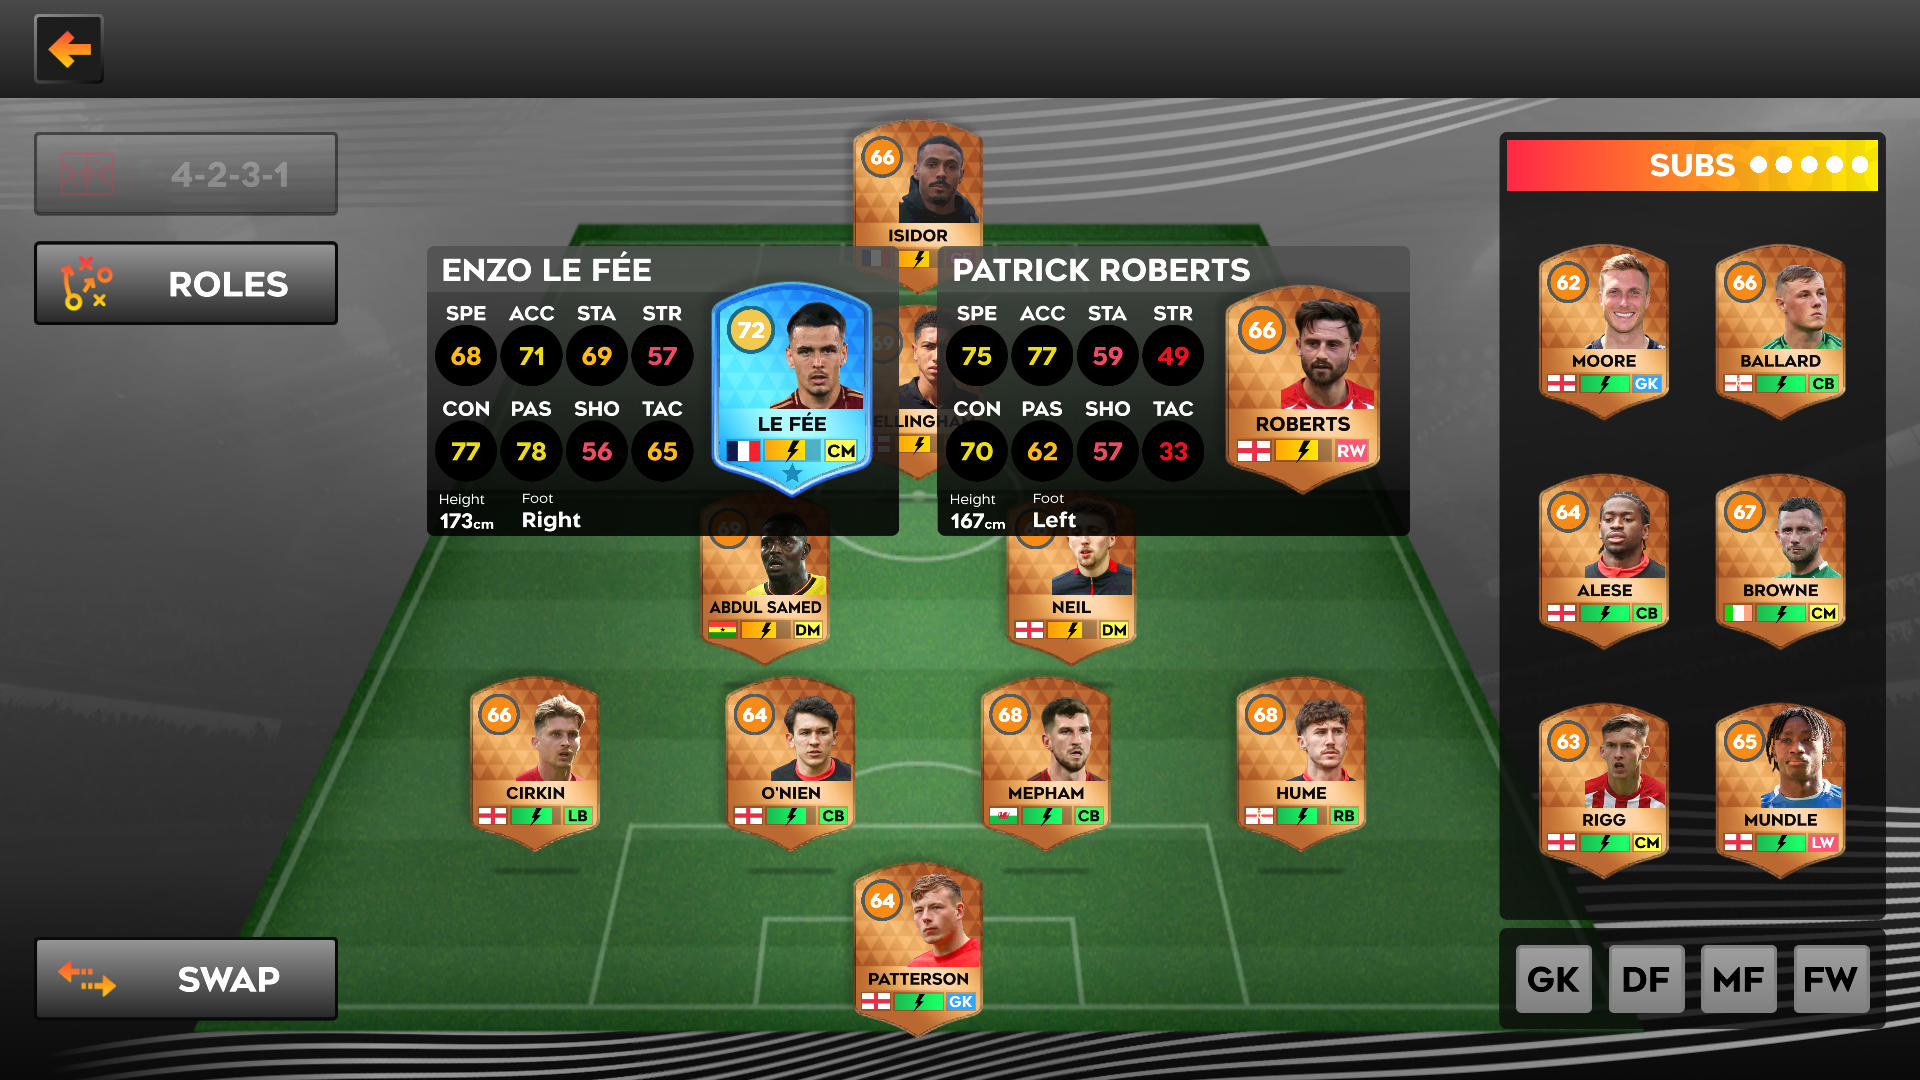 4-2-3-1
ROLES
SWAP
66
ISIDOR
ENZO LE FÉE
SPE ACC STA STR
68 71 69 57
CON PAS SHO TAC
77 78 56 65
Height Foot
173cm Right
72
LE FÉE
CM
PATRICK ROBERTS
SPE ACC STA STR
75 77 59 49
CON PAS SHO TAC
70 62 57 33
Height Foot
167cm Left
66
ROBERTS
RW
69
69
ABDUL SAMED
DM
NEIL
DM
66
CIRKIN
LB
64
O'NIEN
CB
68
MEPHAM
CB
68
HUME
RB
64
PATTERSON
GK
SUBS
62
MOORE
GK
66
BALLARD
CB
64
ALESE
CB
67
BROWNE
CM
63
RIGG
CM
65
MUNDLE
LW
GK DF MF FW